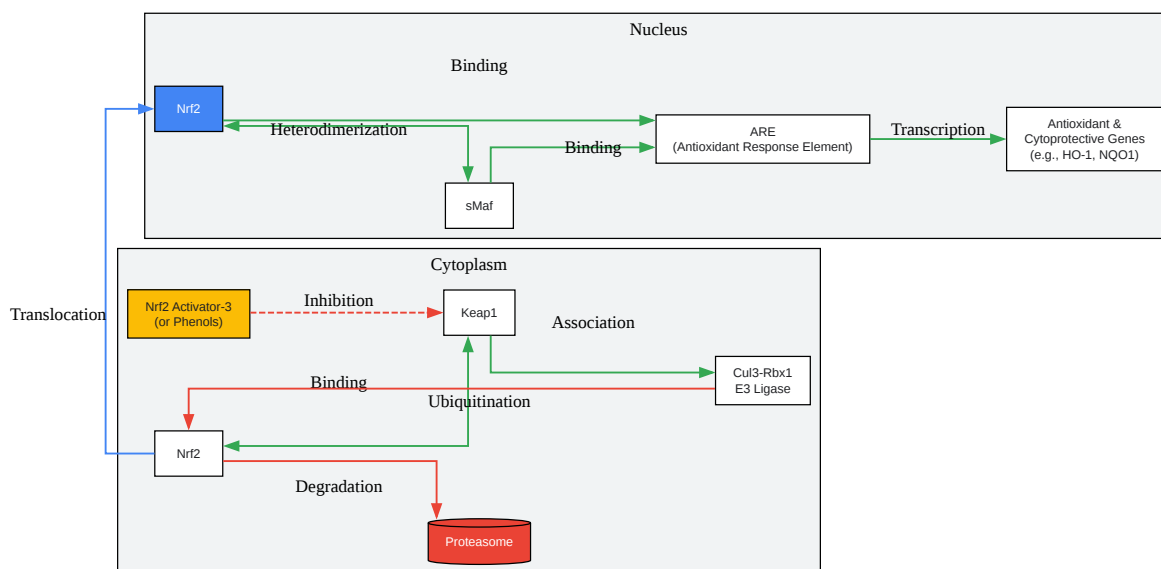 Nucleus
Binding
Nrf2
Heterodimerization
ARE
(Antioxidant Response Element)
Binding
Transcription
Antioxidant &
Cytoprotective Genes
(e.g., HO-1, NQO1)
sMaf
Cytoplasm
Translocation
Nrf2 Activator-3
(or Phenols)
Inhibition
Keap1
Association
Cul3-Rbx1
E3 Ligase
Binding
Ubiquitination
Nrf2
Degradation
Proteasome